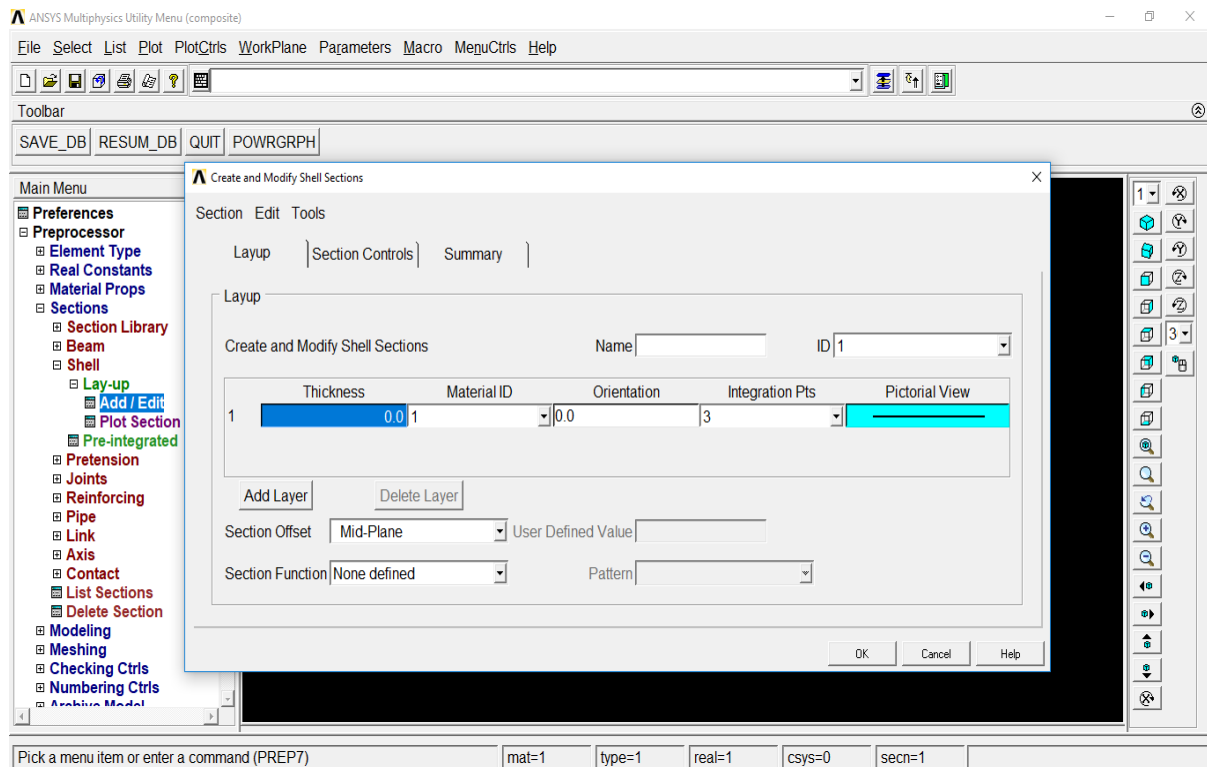 ANSYS Multiphysics Utility Menu (composite)
File Select List Plot PlotCtrls WorkPlane Parameters Macro MenuCtrls Help
Toolbar
SAVE_DB RESUM_DB QUIT POWRGRPH
Main Menu
Preferences
Preprocessor
Element Type
Real Constants
Material Props
Sections
Section Library
Beam
Shell
Lay-up
Add / Edit
Plot Section
Pre-integrated
Pretension
Joints
Reinforcing
Pipe
Link
Axis
Contact
List Sections
Delete Section
Modeling
Meshing
Checking Ctrls
Numbering Ctrls
Archive Model
Create and Modify Shell Sections
Section Edit Tools
Layup Section Controls Summary
Layup
Create and Modify Shell Sections Name ID 1
Thickness Material ID Orientation Integration Pts Pictorial View
1 0.0 1 0.0 3
Add Layer Delete Layer
Section Offset Mid-Plane User Defined Value
Section Function None defined Pattern
OK Cancel Help
1
3
Pick a menu item or enter a command (PREP7) mat=1 type=1 real=1 csys=0 secn=1